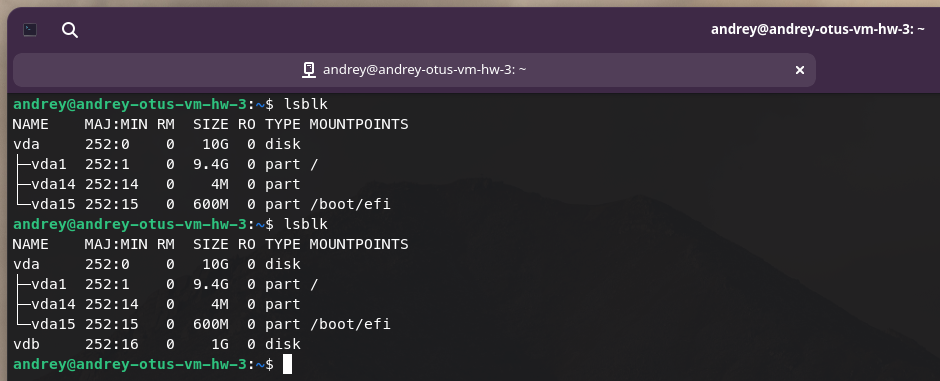 andrey@andrey-otus-vm-hw-3: ~
andrey@andrey-otus-vm-hw-3: ~
andrey@andrey-otus-vm-hw-3:~$ lsblk
NAME    MAJ:MIN RM  SIZE RO TYPE MOUNTPOINTS
vda     252:0    0   10G  0 disk
├─vda1  252:1    0  9.4G  0 part /
├─vda14 252:14   0    4M  0 part
└─vda15 252:15   0  600M  0 part /boot/efi
andrey@andrey-otus-vm-hw-3:~$ lsblk
NAME    MAJ:MIN RM  SIZE RO TYPE MOUNTPOINTS
vda     252:0    0   10G  0 disk
├─vda1  252:1    0  9.4G  0 part /
├─vda14 252:14   0    4M  0 part
└─vda15 252:15   0  600M  0 part /boot/efi
vdb     252:16   0    1G  0 disk
andrey@andrey-otus-vm-hw-3:~$